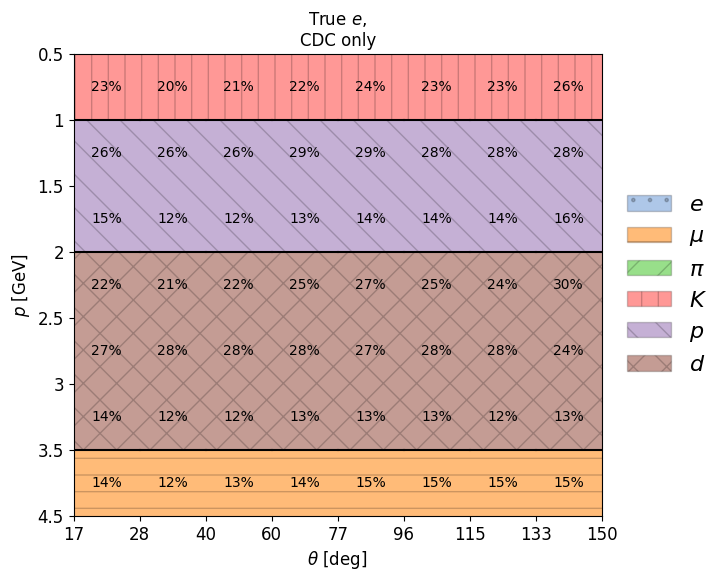 True e,
CDC only
0.5
23% 20% 21% 22% 24% 23% 23% 26%
1
26% 26% 26% 29% 29% 28% 28% 28%
1.5
15% 12% 12% 13% 14% 14% 14% 16%
2
22% 21% 22% 25% 27% 25% 24% 30%
2.5
27% 28% 28% 28% 27% 28% 28% 24%
3
14% 12% 12% 13% 13% 13% 12% 13%
3.5
14% 12% 13% 14% 15% 15% 15% 15%
4.5
p [GeV]
17 28 40 60 77 96 115 133 150
θ [deg]
e
μ
π
K
p
d